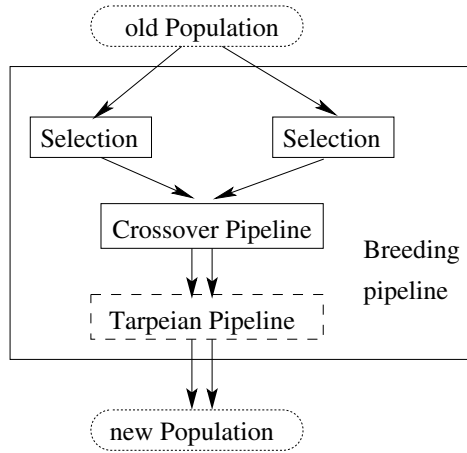 old Population
Selection
Selection
Crossover Pipeline
Breeding
pipeline
Tarpeian Pipeline
new Population